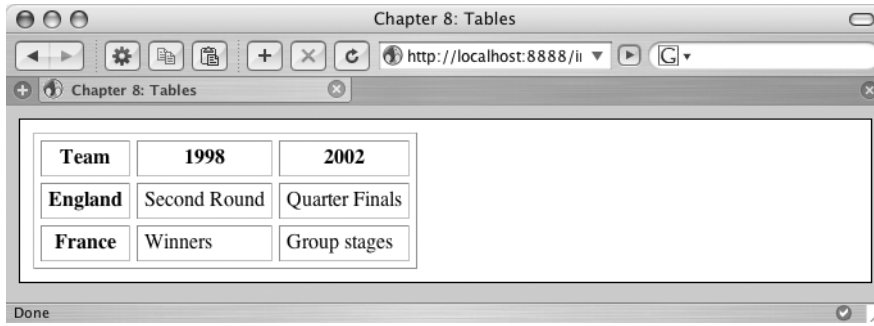 Chapter 8: Tables
http://localhost:8888/ii
G
Chapter 8: Tables
Team 1998 2002
England Second Round Quarter Finals
France Winners Group stages
Done